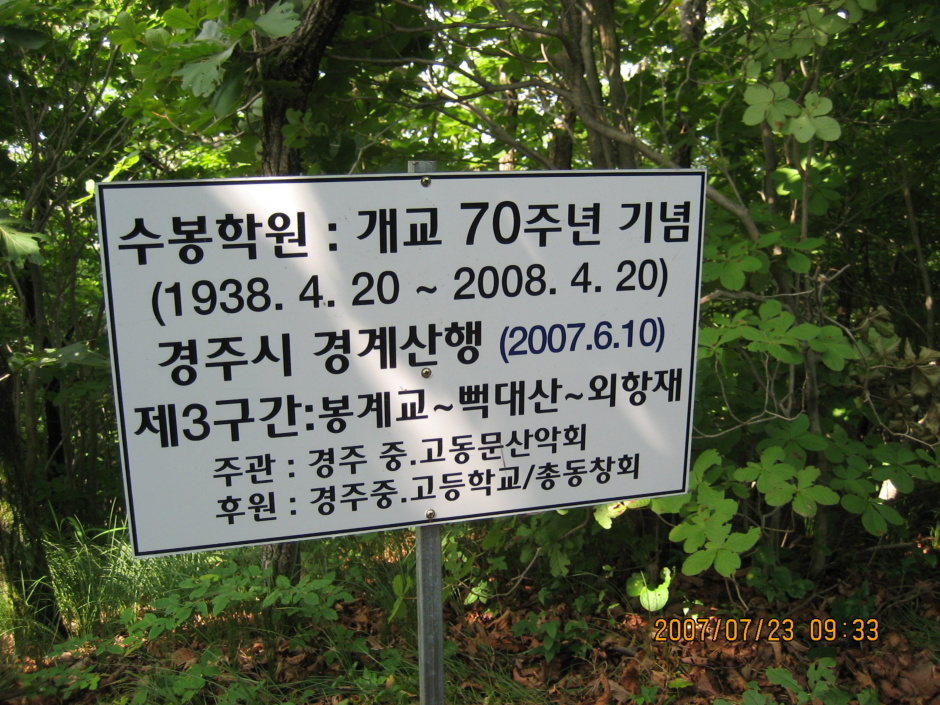 수봉학원 : 개교 70주년 기념
(1938. 4. 20 ~ 2008. 4. 20)
경주시 경계산행 (2007.6.10)
제3구간:봉계교~뻑대산~외항재
주관 : 경주 중.고동문산악회
후원 : 경주중.고등학교/총동창회
2007/07/23 09:33